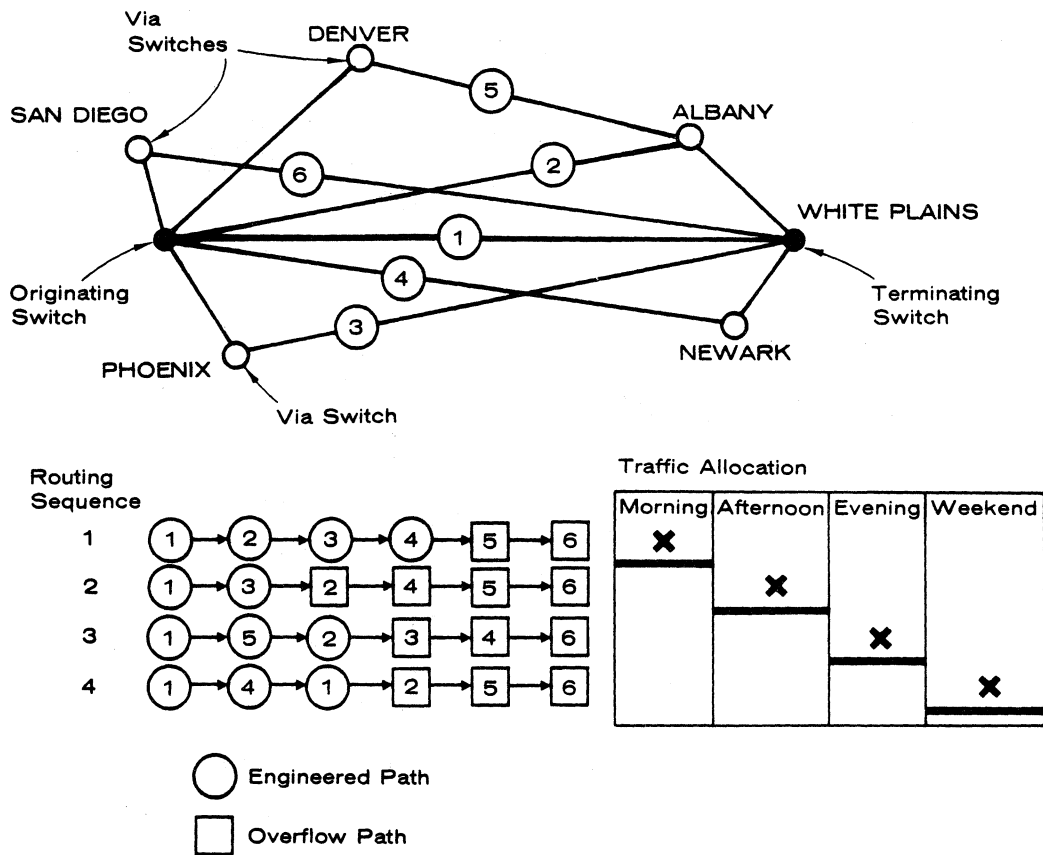 Via
Switches
DENVER
5
SAN DIEGO
ALBANY
2
6
WHITE PLAINS
1
4
Originating
Switch
Terminating
Switch
3
NEWARK
PHOENIX
Via Switch
Routing
Sequence
1 1 2 3 4 5 6
2 1 3 2 4 5 6
3 1 5 2 3 4 6
4 1 4 1 2 5 6
Traffic Allocation
Morning Afternoon Evening Weekend
Engineered Path
Overflow Path